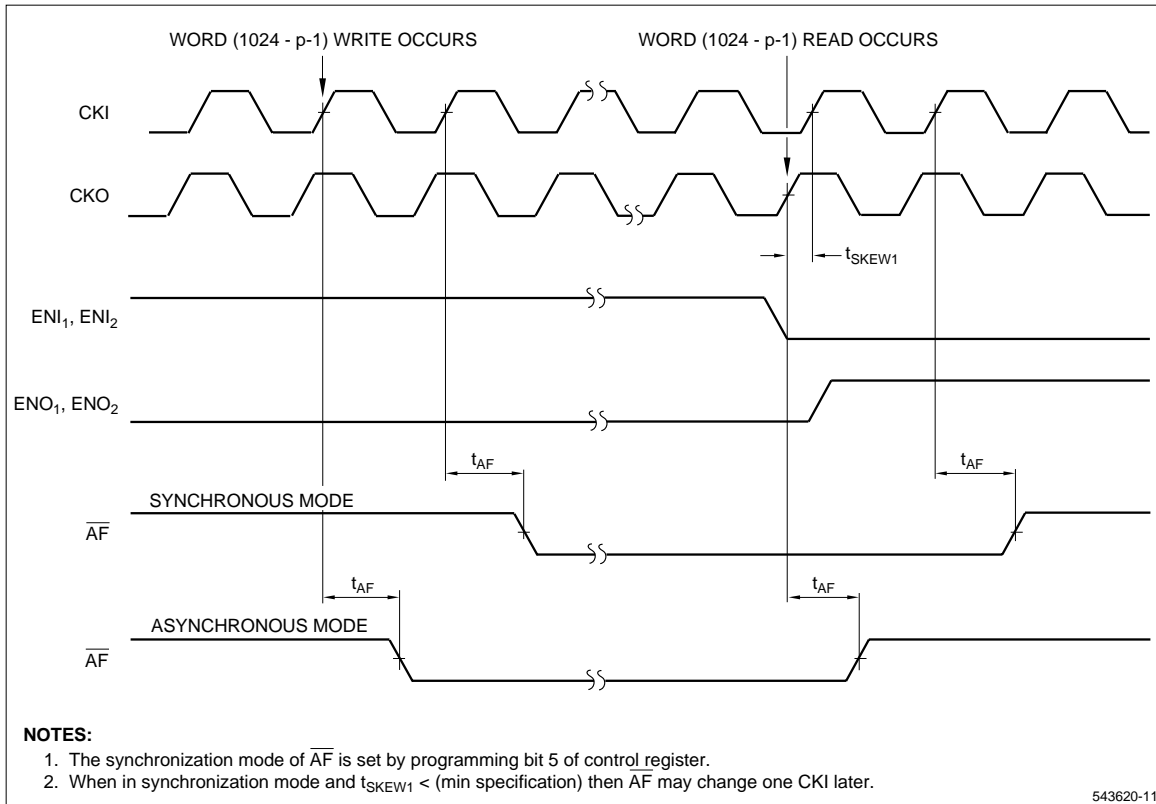 WORD (1024 - p-1) WRITE OCCURS
WORD (1024 - p-1) READ OCCURS
CKI
CKO
tSKEW1
ENI1, ENI2
ENO1, ENO2
tAF
tAF
SYNCHRONOUS MODE
AF
tAF
tAF
ASYNCHRONOUS MODE
AF
NOTES:
1. The synchronization mode of AF is set by programming bit 5 of control register.
2. When in synchronization mode and tSKEW1 < (min specification) then AF may change one CKI later.
543620-11